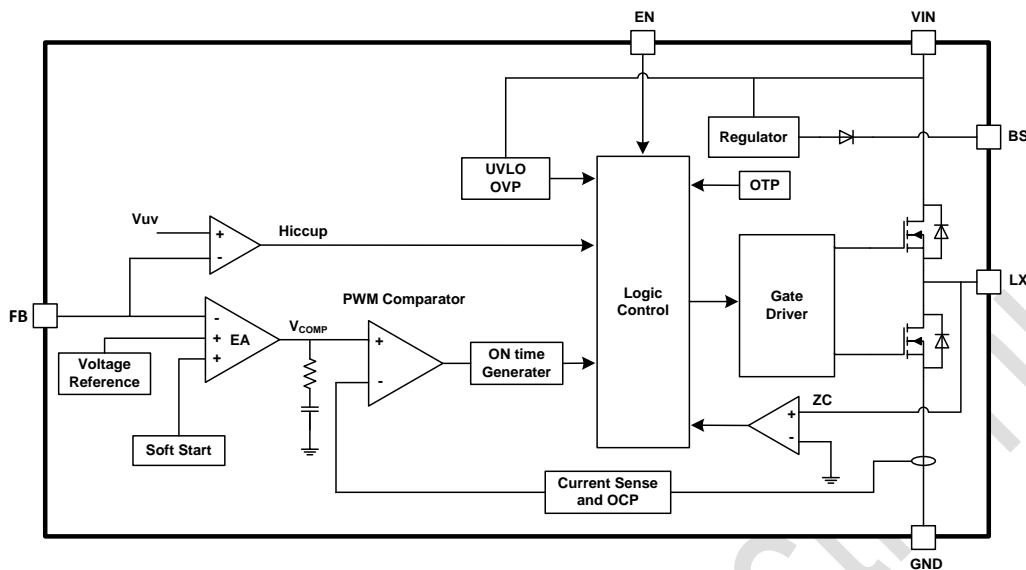 EN
VIN
BS
Regulator
UVLO
OVP
OTP
Vuv
+
-
Hiccup
Logic
Control
Gate
Driver
LX
FB
PWM Comparator
-
+
EA
+
VCOMP
+
-
ON time
Generater
Voltage
Reference
Soft Start
ZC
+
-
Current Sense
and OCP
GND